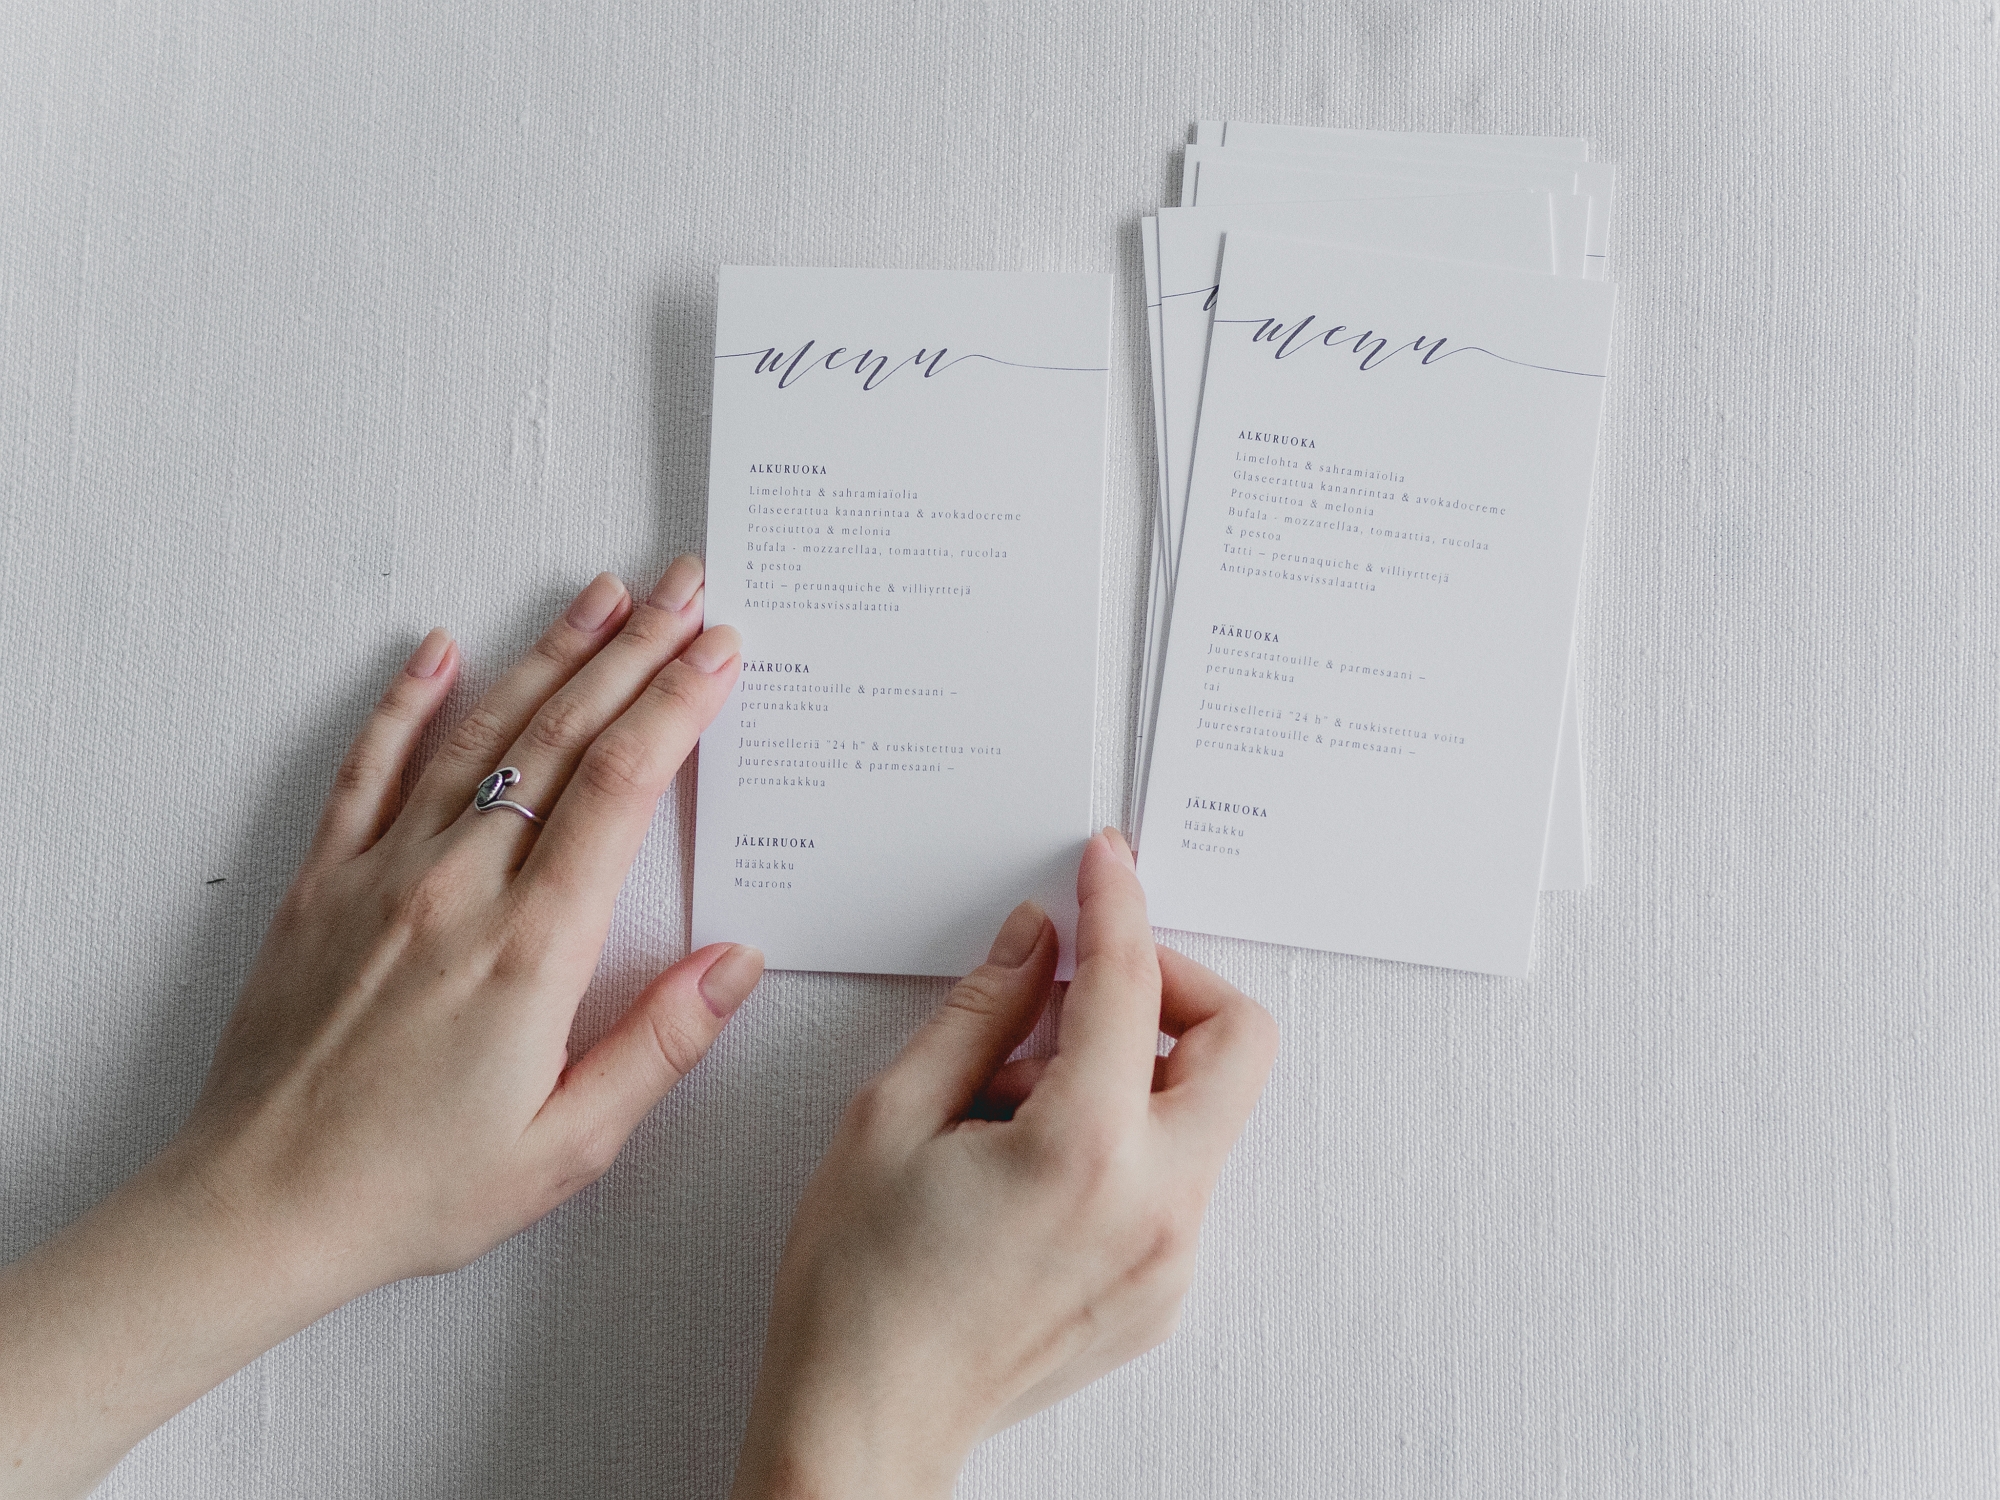 menu
ALKURUOKA
Limelohta & sahramiaïolia
Glaseerattua kananrintaa & avokadocreme
Prosciuttoa & melonia
Bufala - mozzarellaa, tomaattia, rucolaa
& pestoa
Tatti – perunaquiche & villiyrttejä
Antipastokasvissalaattia
PÄÄRUOKA
Juuresratatouille & parmesaani –
perunakakkua
tai
Juuriselleriä "24 h" & ruskistettua voita
Juuresratatouille & parmesaani –
perunakakkua
JÄLKIRUOKA
Hääkakku
Macarons
menu
ALKURUOKA
Limelohta & sahramiaïolia
Glaseerattua kananrintaa & avokadocreme
Prosciuttoa & melonia
Bufala - mozzarellaa, tomaattia, rucolaa
& pestoa
Tatti – perunaquiche & villiyrttejä
Antipastokasvissalaattia
PÄÄRUOKA
Juuresratatouille & parmesaani –
perunakakkua
tai
Juuriselleriä "24 h" & ruskistettua voita
Juuresratatouille & parmesaani –
perunakakkua
JÄLKIRUOKA
Hääkakku
Macarons